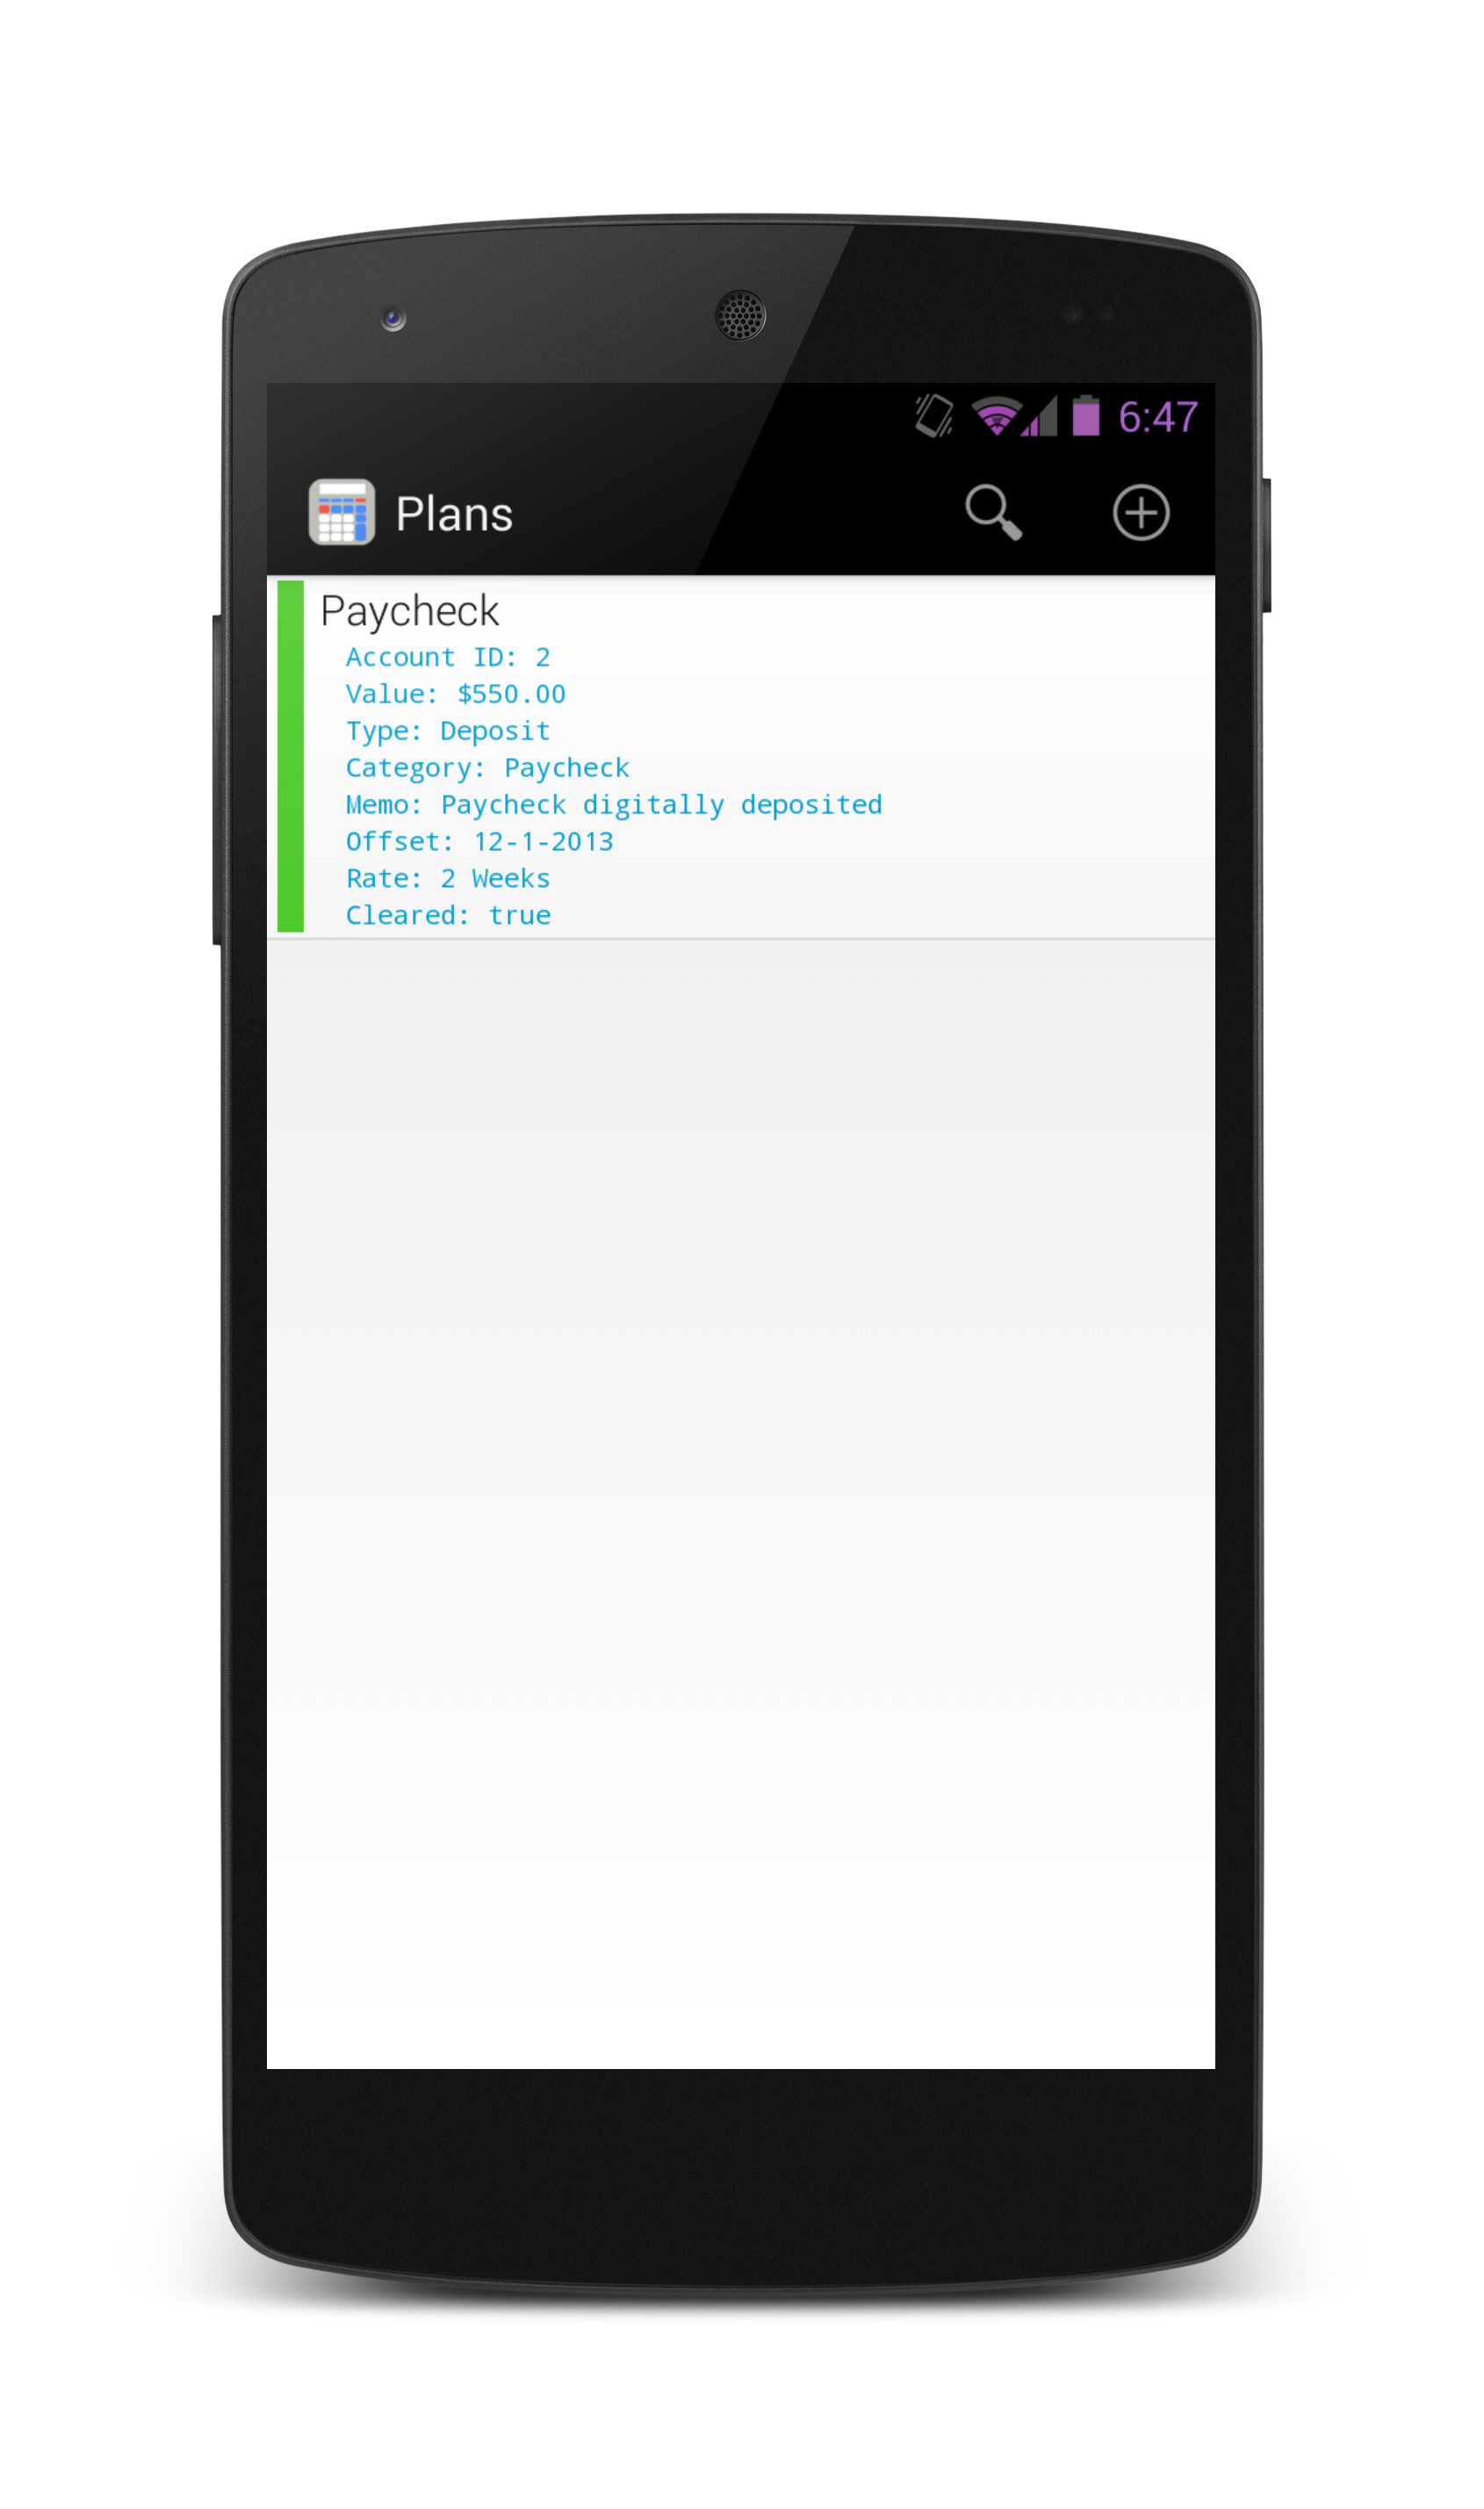 6:47
Plans
Paycheck
Account ID: 2
Value: $550.00
Type: Deposit
Category: Paycheck
Memo: Paycheck digitally deposited
Offset: 12-1-2013
Rate: 2 Weeks
Cleared: true